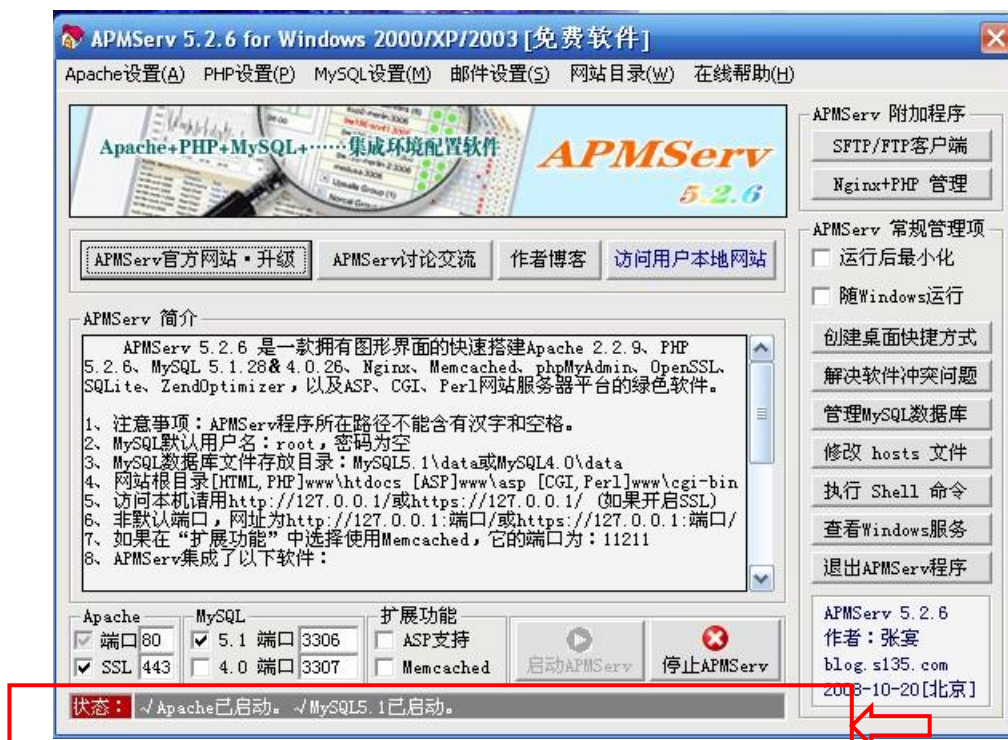 APMServ 5.2.6 for Windows 2000/XP/2003 [免费软件]
Apache设置(A) PHP设置(P) MySQL设置(M) 邮件设置(S) 网站目录(W) 在线帮助(H)
Apache+PHP+MySQL+……集成环境配置软件
APMServ
5.2.6
APMServ官方网站·升级 APMServ讨论交流 作者博客 访问用户本地网站
APMServ 简介
APMServ 5.2.6 是一款拥有图形界面的快速搭建Apache 2.2.9、PHP
5.2.6、MySQL 5.1.28&4.0.26、Nginx、Memcached、phpMyAdmin、OpenSSL、
SQLite、ZendOptimizer，以及ASP、CGI、Perl网站服务器平台的绿色软件。
1、注意事项：APMServ程序所在路径不能含有汉字和空格。
2、MySQL默认用户名：root，密码为空
3、MySQL数据库文件存放目录：MySQL5.1\data或MySQL4.0\data
4、网站根目录[HTML,PHP]www\htdocs [ASP]www\asp [CGI,Perl]www\cgi-bin
5、访问本机请用http://127.0.0.1/或https://127.0.0.1/ (如果开启SSL)
6、非默认端口，网址为http://127.0.0.1:端口/或https://127.0.0.1:端口/
7、如果在“扩展功能”中选择使用Memcached，它的端口为：11211
8、APMServ集成了以下软件：
Apache MySQL 扩展功能
端口 80 5.1 端口 3306 ASP支持
SSL 443 4.0 端口 3307 Memcached
启动APMServ 停止APMServ
状态： √Apache已启动。 √MySQL5.1已启动。
APMServ 附加程序
SFTP/FTP客户端
Nginx+PHP 管理
APMServ 常规管理项
运行后最小化
随Windows运行
创建桌面快捷方式
解决软件冲突问题
管理MySQL数据库
修改 hosts 文件
执行 Shell 命令
查看Windows服务
退出APMServ程序
APMServ 5.2.6
作者：张宴
blog.s135.com
2008-10-20[北京]